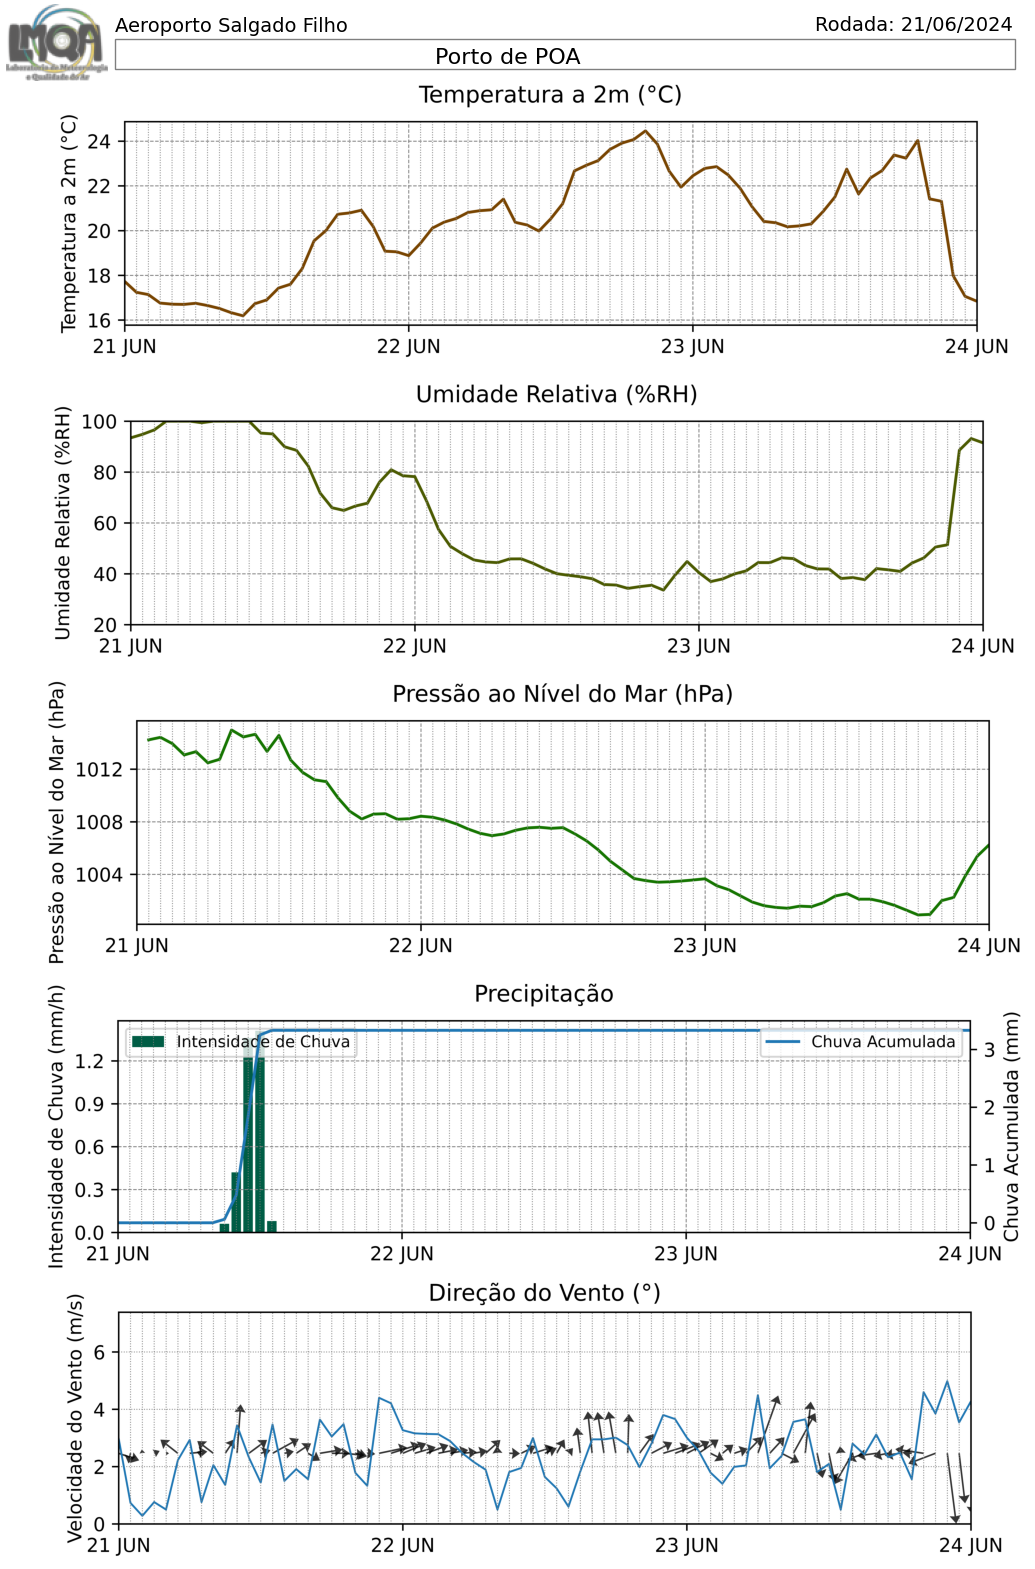 LMQA
Laboratório de Meteorologia
e Qualidade do Ar
Aeroporto Salgado Filho
Rodada: 21/06/2024
Porto de POA
Temperatura a 2m (°C)
Temperatura a 2m (°C)
24
22
20
18
16
21 JUN 22 JUN 23 JUN 24 JUN
Umidade Relativa (%RH)
Umidade Relativa (%RH)
100
80
60
40
20
21 JUN 22 JUN 23 JUN 24 JUN
Pressão ao Nível do Mar (hPa)
Pressão ao Nível do Mar (hPa)
1012
1008
1004
21 JUN 22 JUN 23 JUN 24 JUN
Precipitação
Intensidade de Chuva (mm/h)
1.2
0.9
0.6
0.3
0.0
Intensidade de Chuva
Chuva Acumulada
3
2
1
0
Chuva Acumulada (mm)
21 JUN 22 JUN 23 JUN 24 JUN
Direção do Vento (°)
Velocidade do Vento (m/s)
6
4
2
0
21 JUN 22 JUN 23 JUN 24 JUN